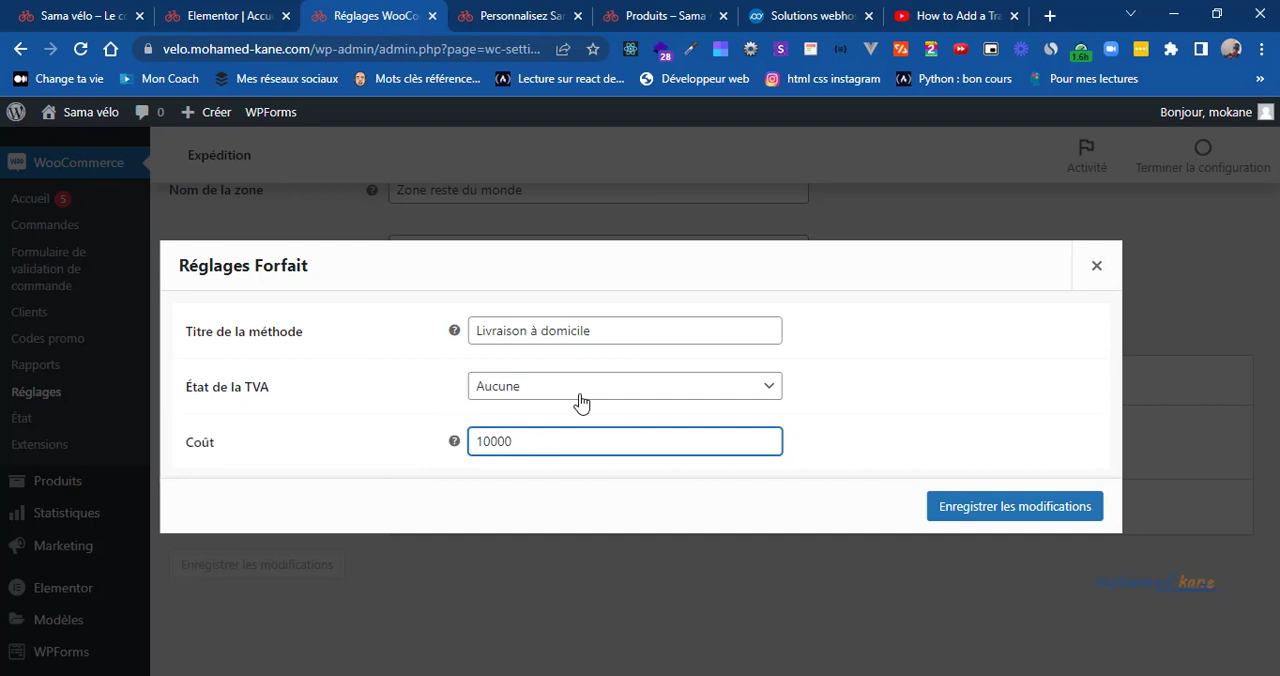 Sama vélo – Le c
Elementor | Accu
Réglages WooCo
Personnalisez Sa
Produits – Sama
Solutions webhos
How to Add a Tra
velo.mohamed-kane.com/wp-admin/admin.php?page=wc-setti...
28
1.6h
Change ta vie
Mon Coach
Mes réseaux sociaux
Mots clés référence...
Lecture sur react de...
Développeur web
html css instagram
Python : bon cours
Pour mes lectures
»
Sama vélo
0
Créer
WPForms
Bonjour, mokane
WooCommerce
Accueil 5
Commandes
Formulaire de
validation de
commande
Clients
Codes promo
Rapports
Réglages
État
Extensions
Produits
Statistiques
Marketing
Elementor
Modèles
WPForms
Expédition
Activité
Terminer la configuration
Nom de la zone
Zone reste du monde
Réglages Forfait
Titre de la méthode
Livraison à domicile
État de la TVA
Aucune
Coût
10000
Enregistrer les modifications
Enregistrer les modifications
kane